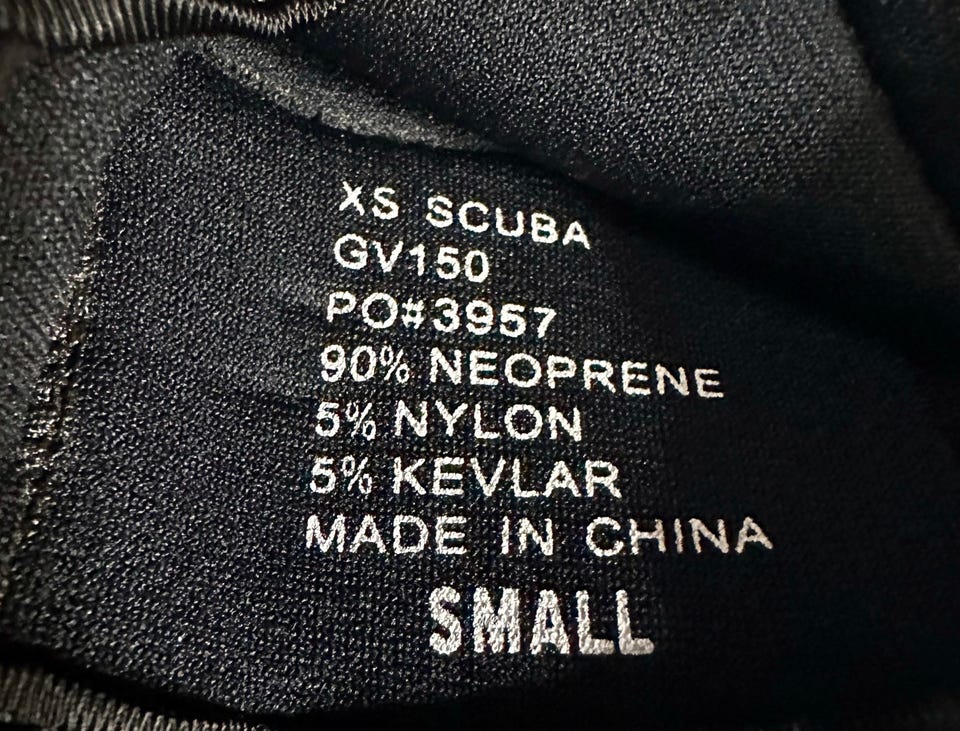 XS SCUBA
GV150
PO#3957
90% NEOPRENE
5% NYLON
5% KEVLAR
MADE IN CHINA
SMALL